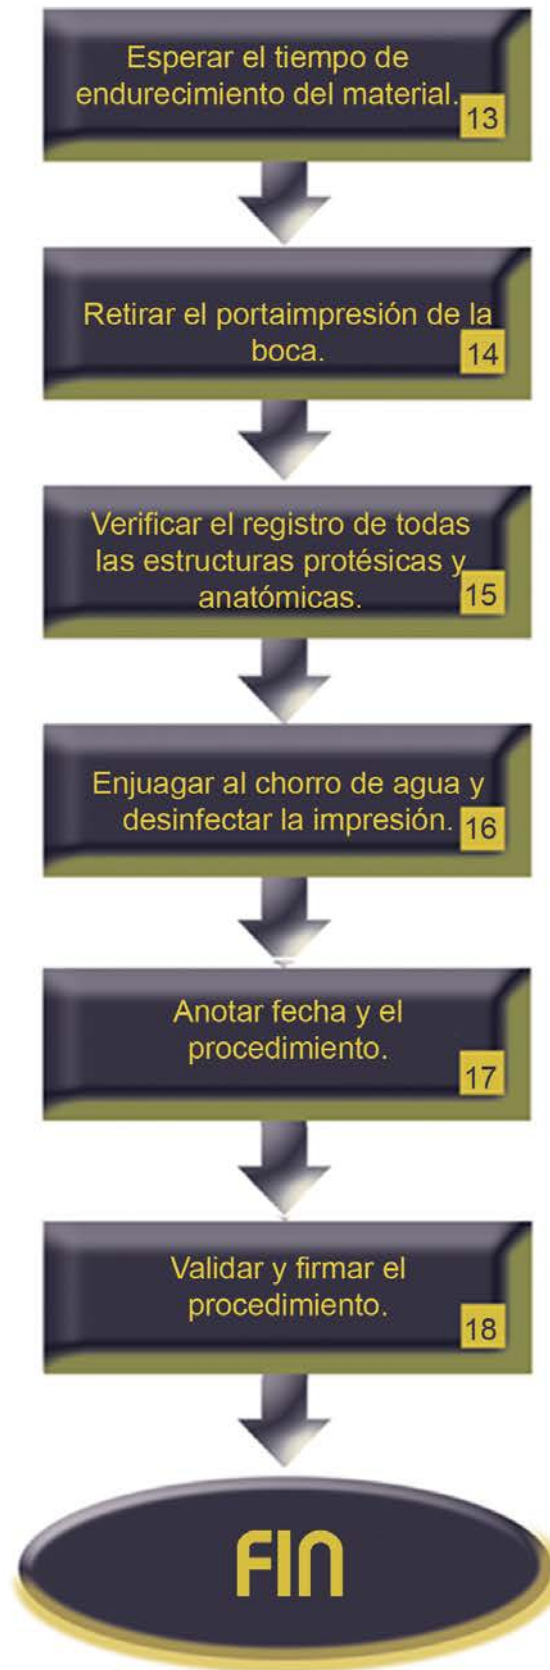 Esperar el tiempo de
endurecimiento del material.
13
Retirar el portaimpresión de la
boca.
14
Verificar el registro de todas
las estructuras protésicas y
anatómicas.
15
Enjuagar al chorro de agua y
desinfectar la impresión.
16
Anotar fecha y el
procedimiento.
17
Validar y firmar el
procedimiento.
18
FIN